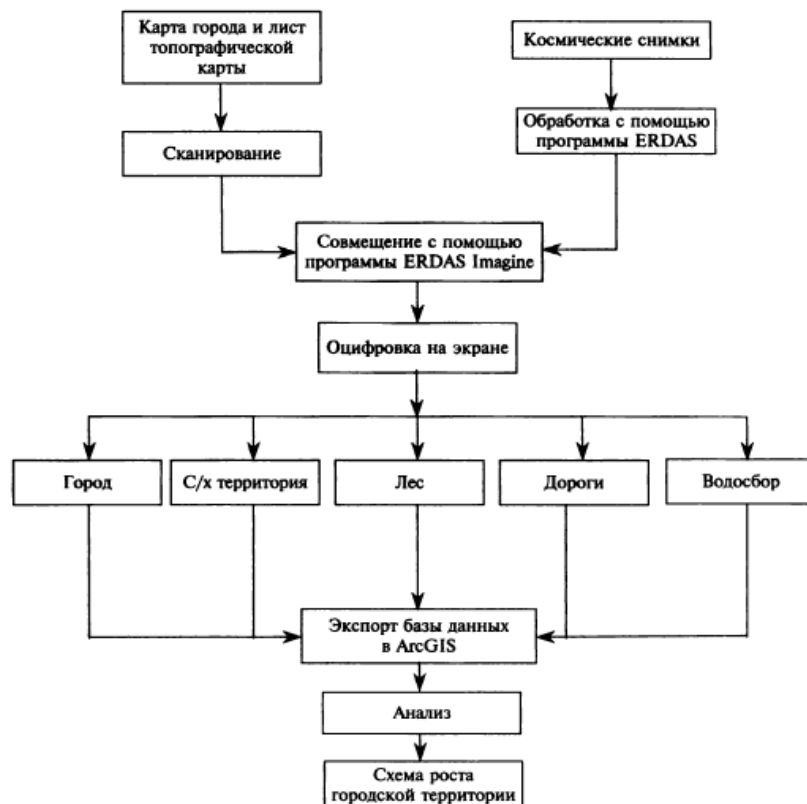 Карта города и лист
топографической
карты
Космические снимки
Обработка с помощью
программы ERDAS
Сканирование
Совмещение с помощью
программы ERDAS Imagine
Оцифровка на экране
Город
С/х территория
Лес
Дороги
Водосбор
Экспорт базы данных
в ArcGIS
Анализ
Схема роста
городской территории